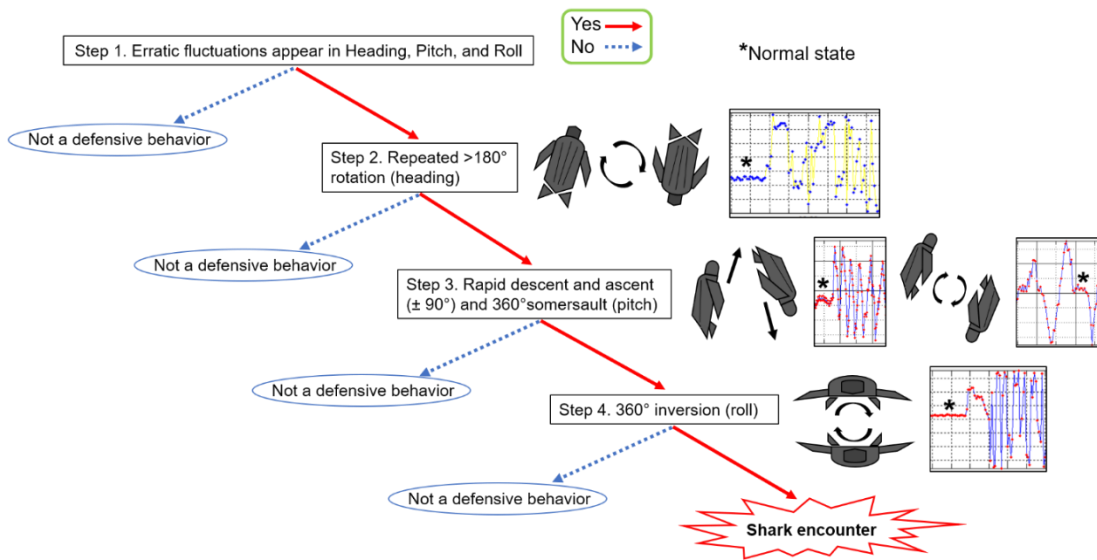 Yes
No
*Normal state
Step 1. Erratic fluctuations appear in Heading, Pitch, and Roll
Not a defensive behavior
Step 2. Repeated >180°
rotation (heading)
*
Not a defensive behavior
Step 3. Rapid descent and ascent
(± 90°) and 360°somersault (pitch)
*
*
Not a defensive behavior
Step 4. 360° inversion (roll)
*
Not a defensive behavior
Shark encounter